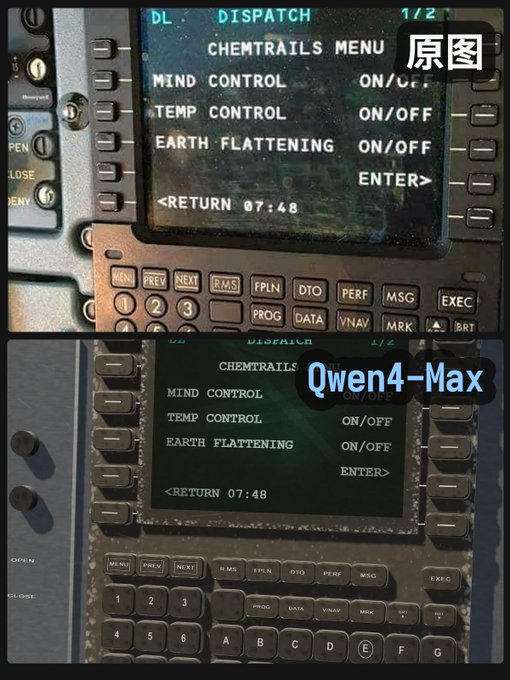 DL DISPATCH 1/2
原图
CHEMTRAILS MENU
MIND CONTROL ON/OFF
TEMP CONTROL ON/OFF
EARTH FLATTENING ON/OFF
ENTER>
<RETURN 07:48
Honeywell
OPEN
CLOSE
DENY
MENU PREV NEXT RMS FPLN DTO PERF MSG EXEC
1 2 3 PROG DATA VNAV MRK BRT
DL DISPATCH 1/2
Qwen4-Max
CHEMTRAILS
MIND CONTROL ON/OFF
TEMP CONTROL ON/OFF
EARTH FLATTENING ON/OFF
ENTER>
<RETURN 07:48
OPEN
CLOSE
MENU PREV NEXT RMS FPLN DTO PERF MSG EXEC
1 2 3 PROG DATA VNAV MRK
4 5 6 A B C D E F G